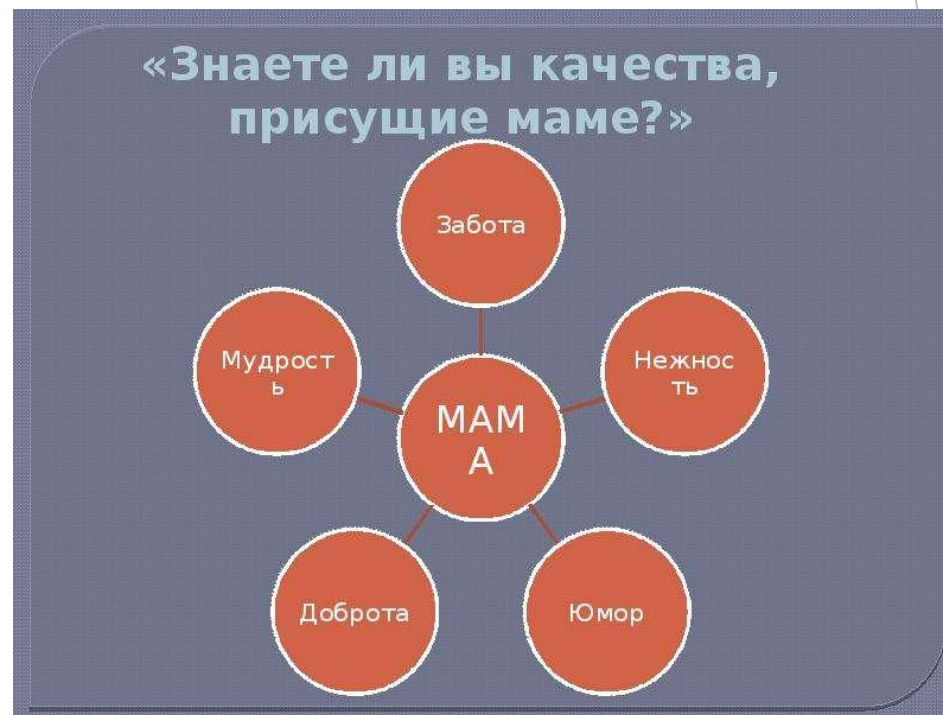 «Знаете ли вы качества,
присущие маме?»
Забота
Нежнос
ть
Юмор
Доброта
Мудрост
ь
МАМ
А